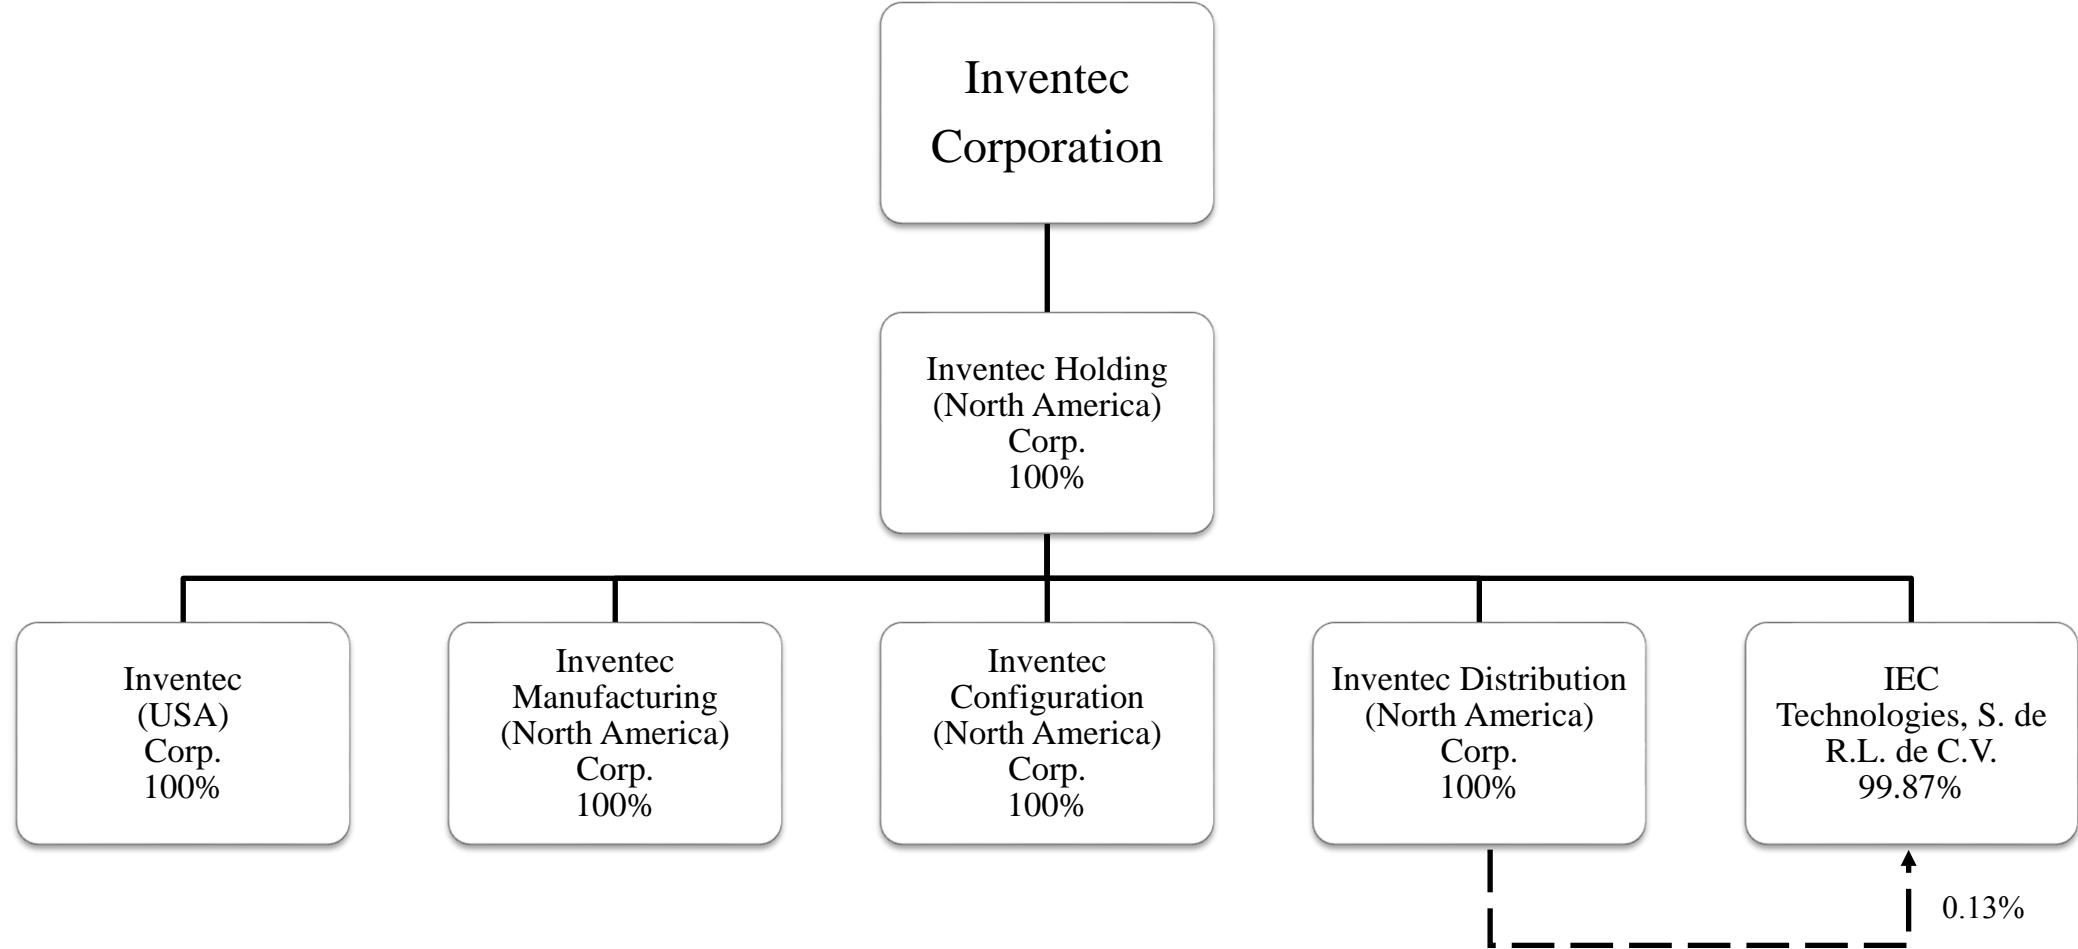 Inventec
Corporation
Inventec Holding
(North America)
Corp.
100%
Inventec
(USA)
Corp.
100%
Inventec
Manufacturing
(North America)
Corp.
100%
Inventec
Configuration
(North America)
Corp.
100%
Inventec Distribution
(North America)
Corp.
100%
IEC
Technologies, S. de
R.L. de C.V.
99.87%
0.13%